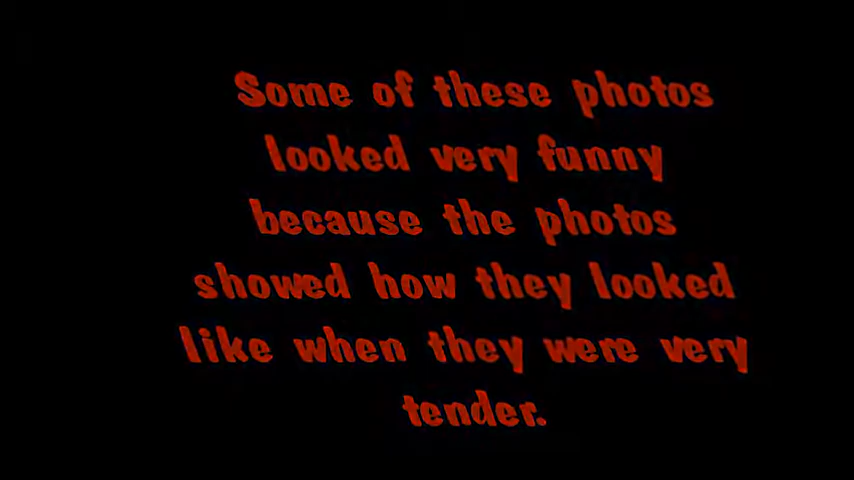 Some of these photos
looked very funny
because the photos
showed how they looked
like when they were very
tender.